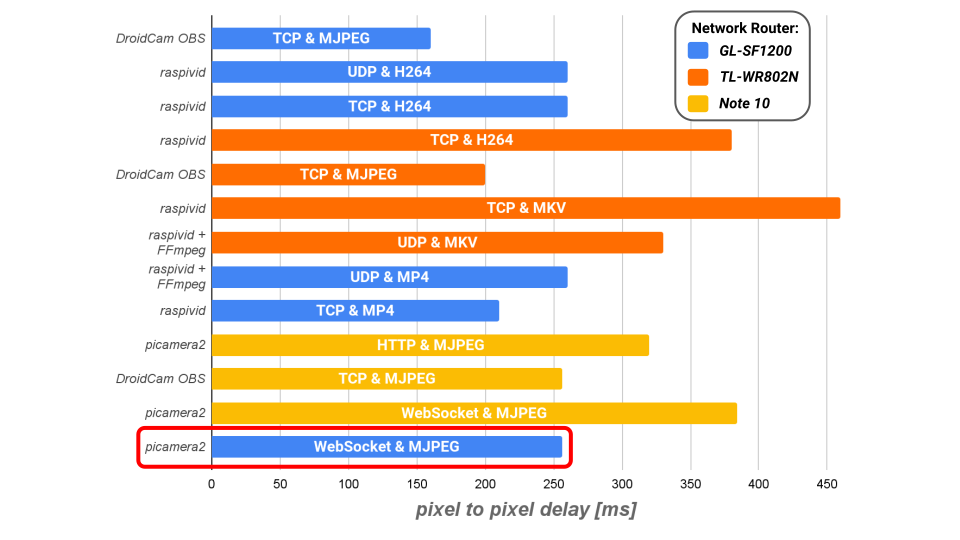 Network Router:
GL-SF1200
TL-WR802N
Note 10
DroidCam OBS TCP & MJPEG
raspivid UDP & H264
raspivid TCP & H264
raspivid TCP & H264
DroidCam OBS TCP & MJPEG
raspivid TCP & MKV
raspivid +
FFmpeg UDP & MKV
raspivid +
FFmpeg UDP & MP4
raspivid TCP & MP4
picamera2 HTTP & MJPEG
DroidCam OBS TCP & MJPEG
picamera2 WebSocket & MJPEG
picamera2 WebSocket & MJPEG
0 50 100 150 200 250 300 350 400 450
pixel to pixel delay [ms]